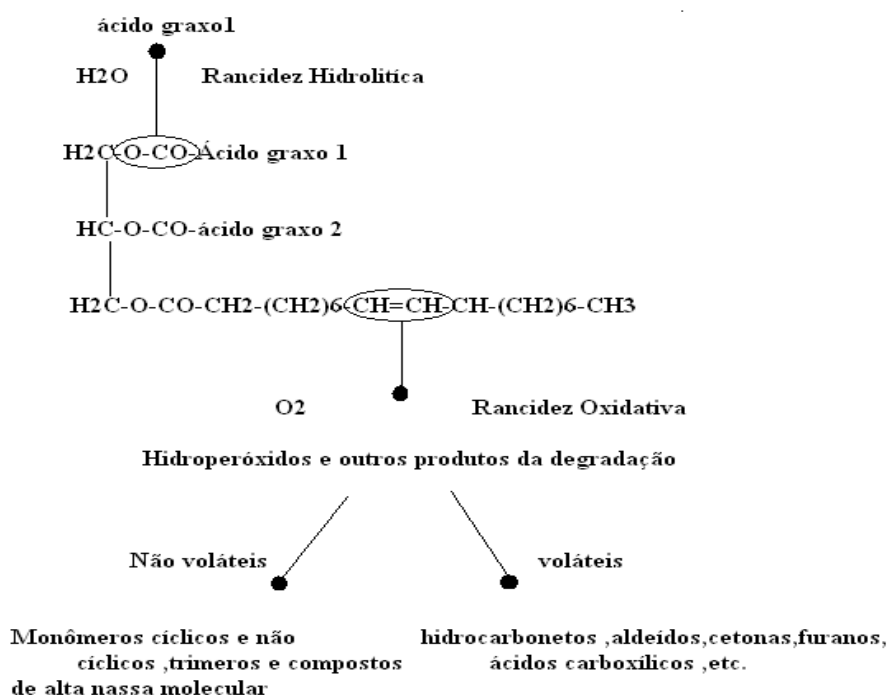 ácido graxo1
H2O Rancidez Hidrolitíca
H2C-O-CO-Ácido graxo 1
HC-O-CO-ácido graxo 2
H2C-O-CO-CH2-(CH2)6-CH=CH-CH-(CH2)6-CH3
O2 Rancidez Oxidativa
Hidroperóxidos e outros produtos da degradação
Não voláteis voláteis
Monômeros cíclicos e não
cíclicos ,trimeros e compostos
de alta nassa molecular
hidrocarbonetos ,aldeídos,cetonas,furanos,
ácidos carboxílicos ,etc.